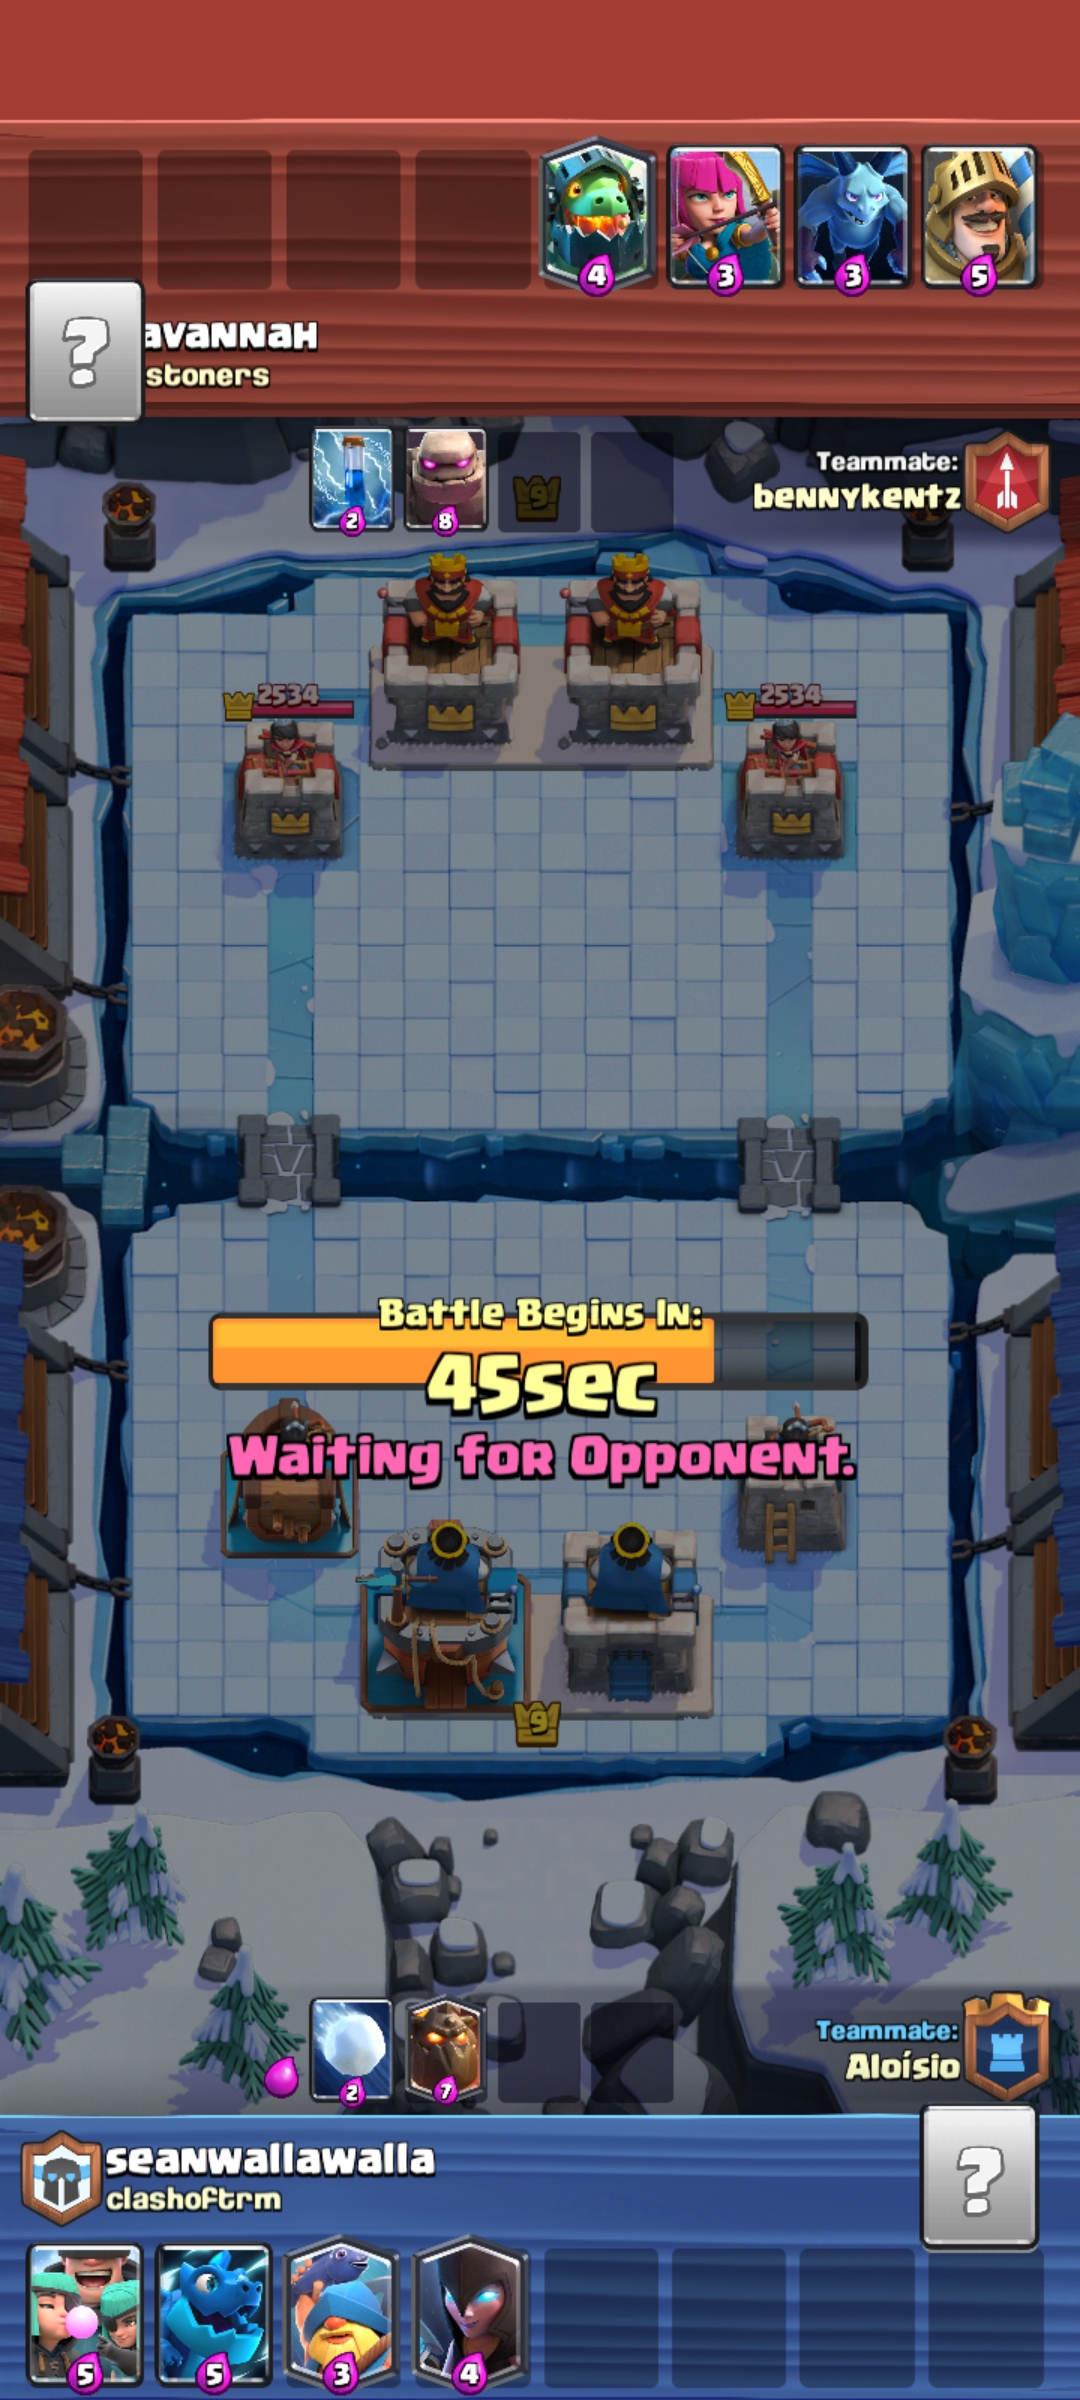 4
3
3
5
avannah
stoners
2
8
9
Teammate:
bennykentz
2534
2534
Battle Begins In:
45sec
Waiting for Opponent.
9
2
7
Teammate:
Aloísio
seanwallawalla
clashoftrm
?
?
5
5
3
4